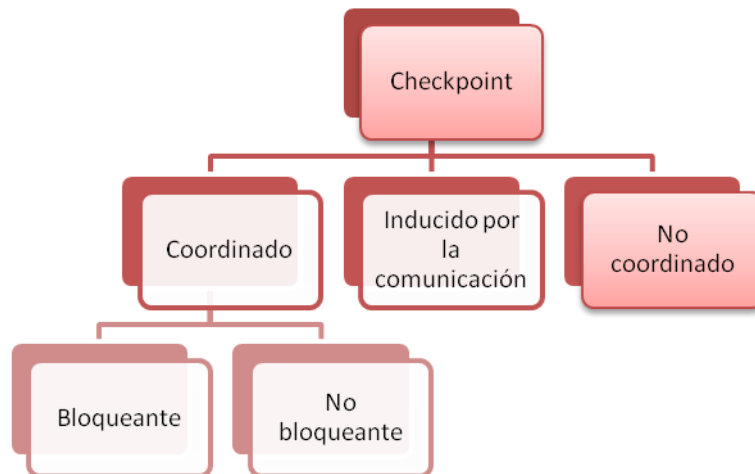 Checkpoint
Coordinado
Inducido por
la
comunicación
No
coordinado
Bloqueante
No
bloqueante